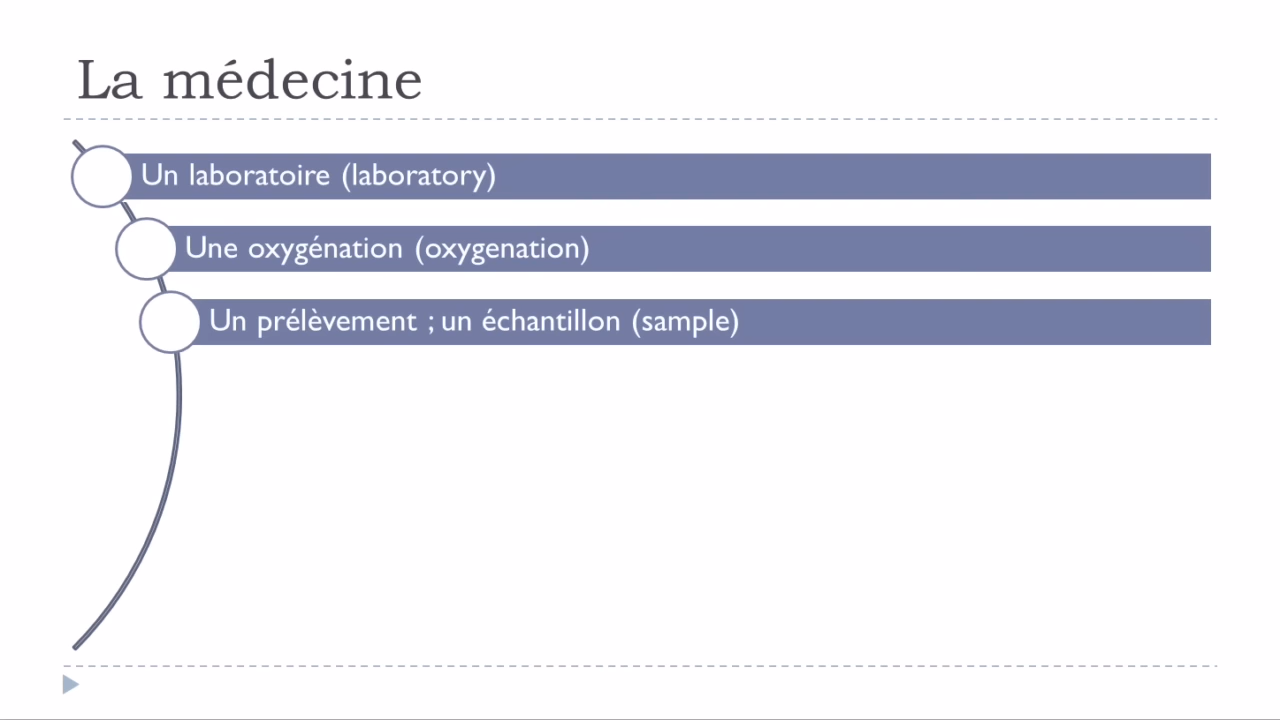 La médecine
Un laboratoire (laboratory)
Une oxygénation (oxygenation)
Un prélèvement ; un échantillon (sample)